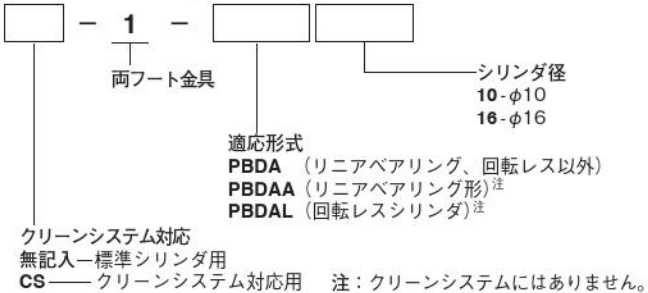 - 1 -
両フート金具
シリンダ径
10-φ10
16-φ16
適応形式
PBDA （リニアベアリング、回転レス以外）
PBDAA（リニアベアリング形）注
PBDAL（回転レスシリンダ）注
クリーンシステム対応
無記入―標準シリンダ用
CS――クリーンシステム対応用 注：クリーンシステムにはありません。